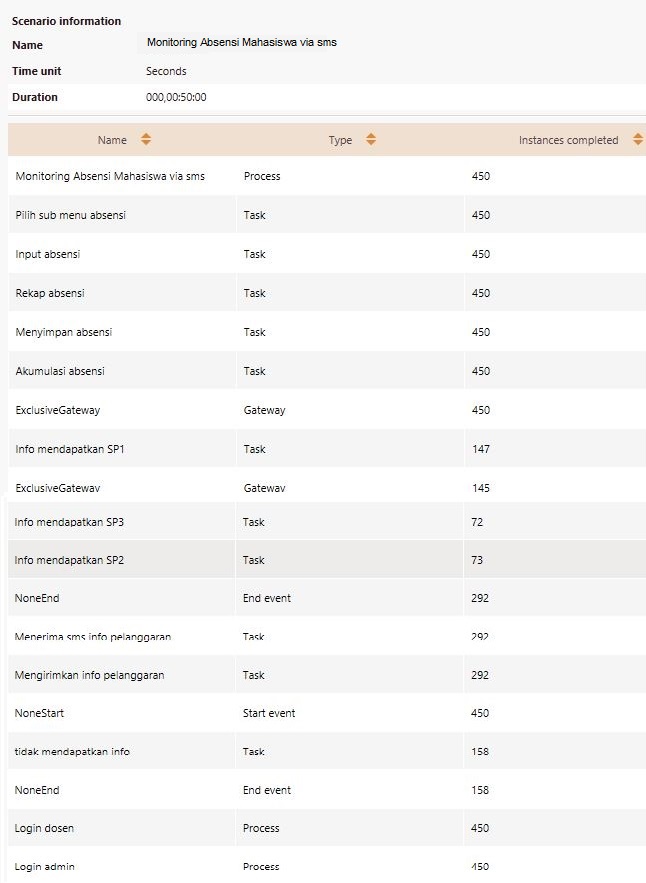 Scenario information
Name Monitoring Absensi Mahasiswa via sms
Time unit Seconds
Duration 000,00:50:00
Name Type Instances completed
Monitoring Absensi Mahasiswa via sms Process 450
Pilih sub menu absensi Task 450
Input absensi Task 450
Rekap absensi Task 450
Menyimpan absensi Task 450
Akumulasi absensi Task 450
ExclusiveGateway Gateway 450
Info mendapatkan SP1 Task 147
ExclusiveGateway Gateway 145
Info mendapatkan SP3 Task 72
Info mendapatkan SP2 Task 73
NoneEnd End event 292
Menerima sms info pelanggaran Task 292
Mengirimkan info pelanggaran Task 292
NoneStart Start event 450
tidak mendapatkan info Task 158
NoneEnd End event 158
Login dosen Process 450
Login admin Process 450